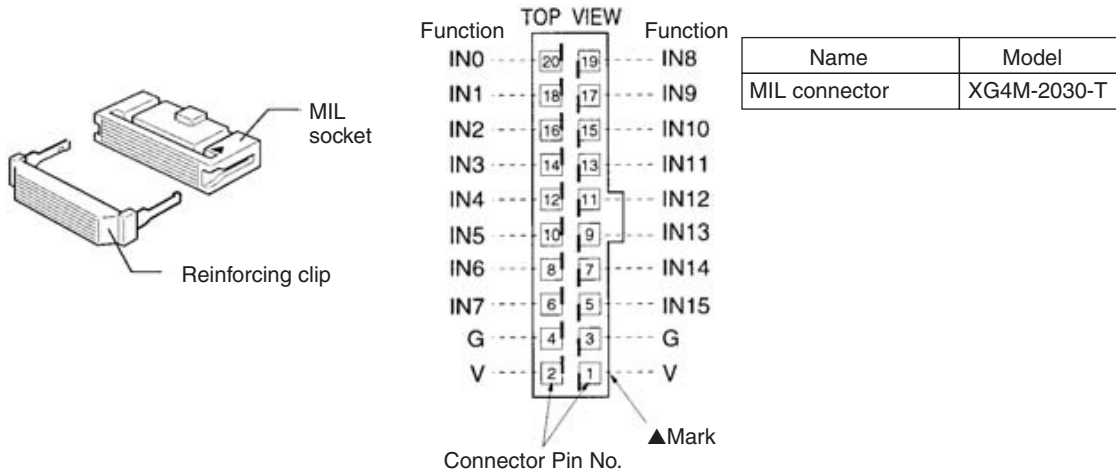 TOP VIEW
Function Function
IN0 20 19 IN8
IN1 18 17 IN9
IN2 16 15 IN10
IN3 14 13 IN11
IN4 12 11 IN12
IN5 10 9 IN13
IN6 8 7 IN14
IN7 6 5 IN15
G 4 3 G
V 2 1 V
▲Mark
Connector Pin No.
MIL
socket
Reinforcing clip
Name Model
MIL connector XG4M-2030-T